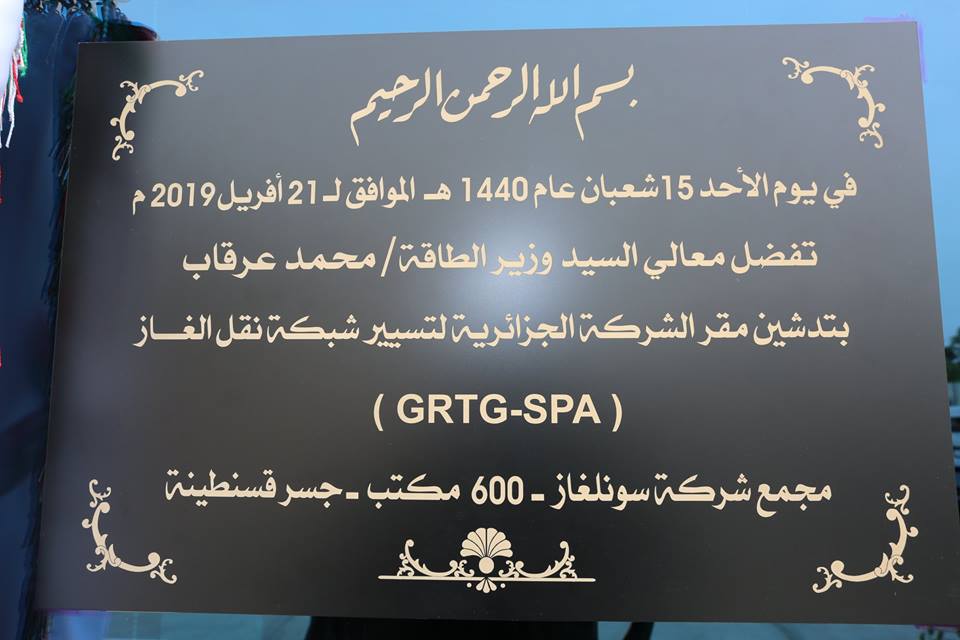 بسم الله الرحمن الرحيم
في يوم الأحد 15 شعبان عام 1440 هـ الموافق لـ 21 أفريل 2019 م
تفضل معالي السيد وزير الطاقة / محمد عرقاب
بتدشين مقر الشركة الجزائرية لتسيير شبكة نقل الغــاز
( GRTG-SPA )
مجمع شركة سونلغاز ـ 600 مكتب ـ جسر قسنطينة